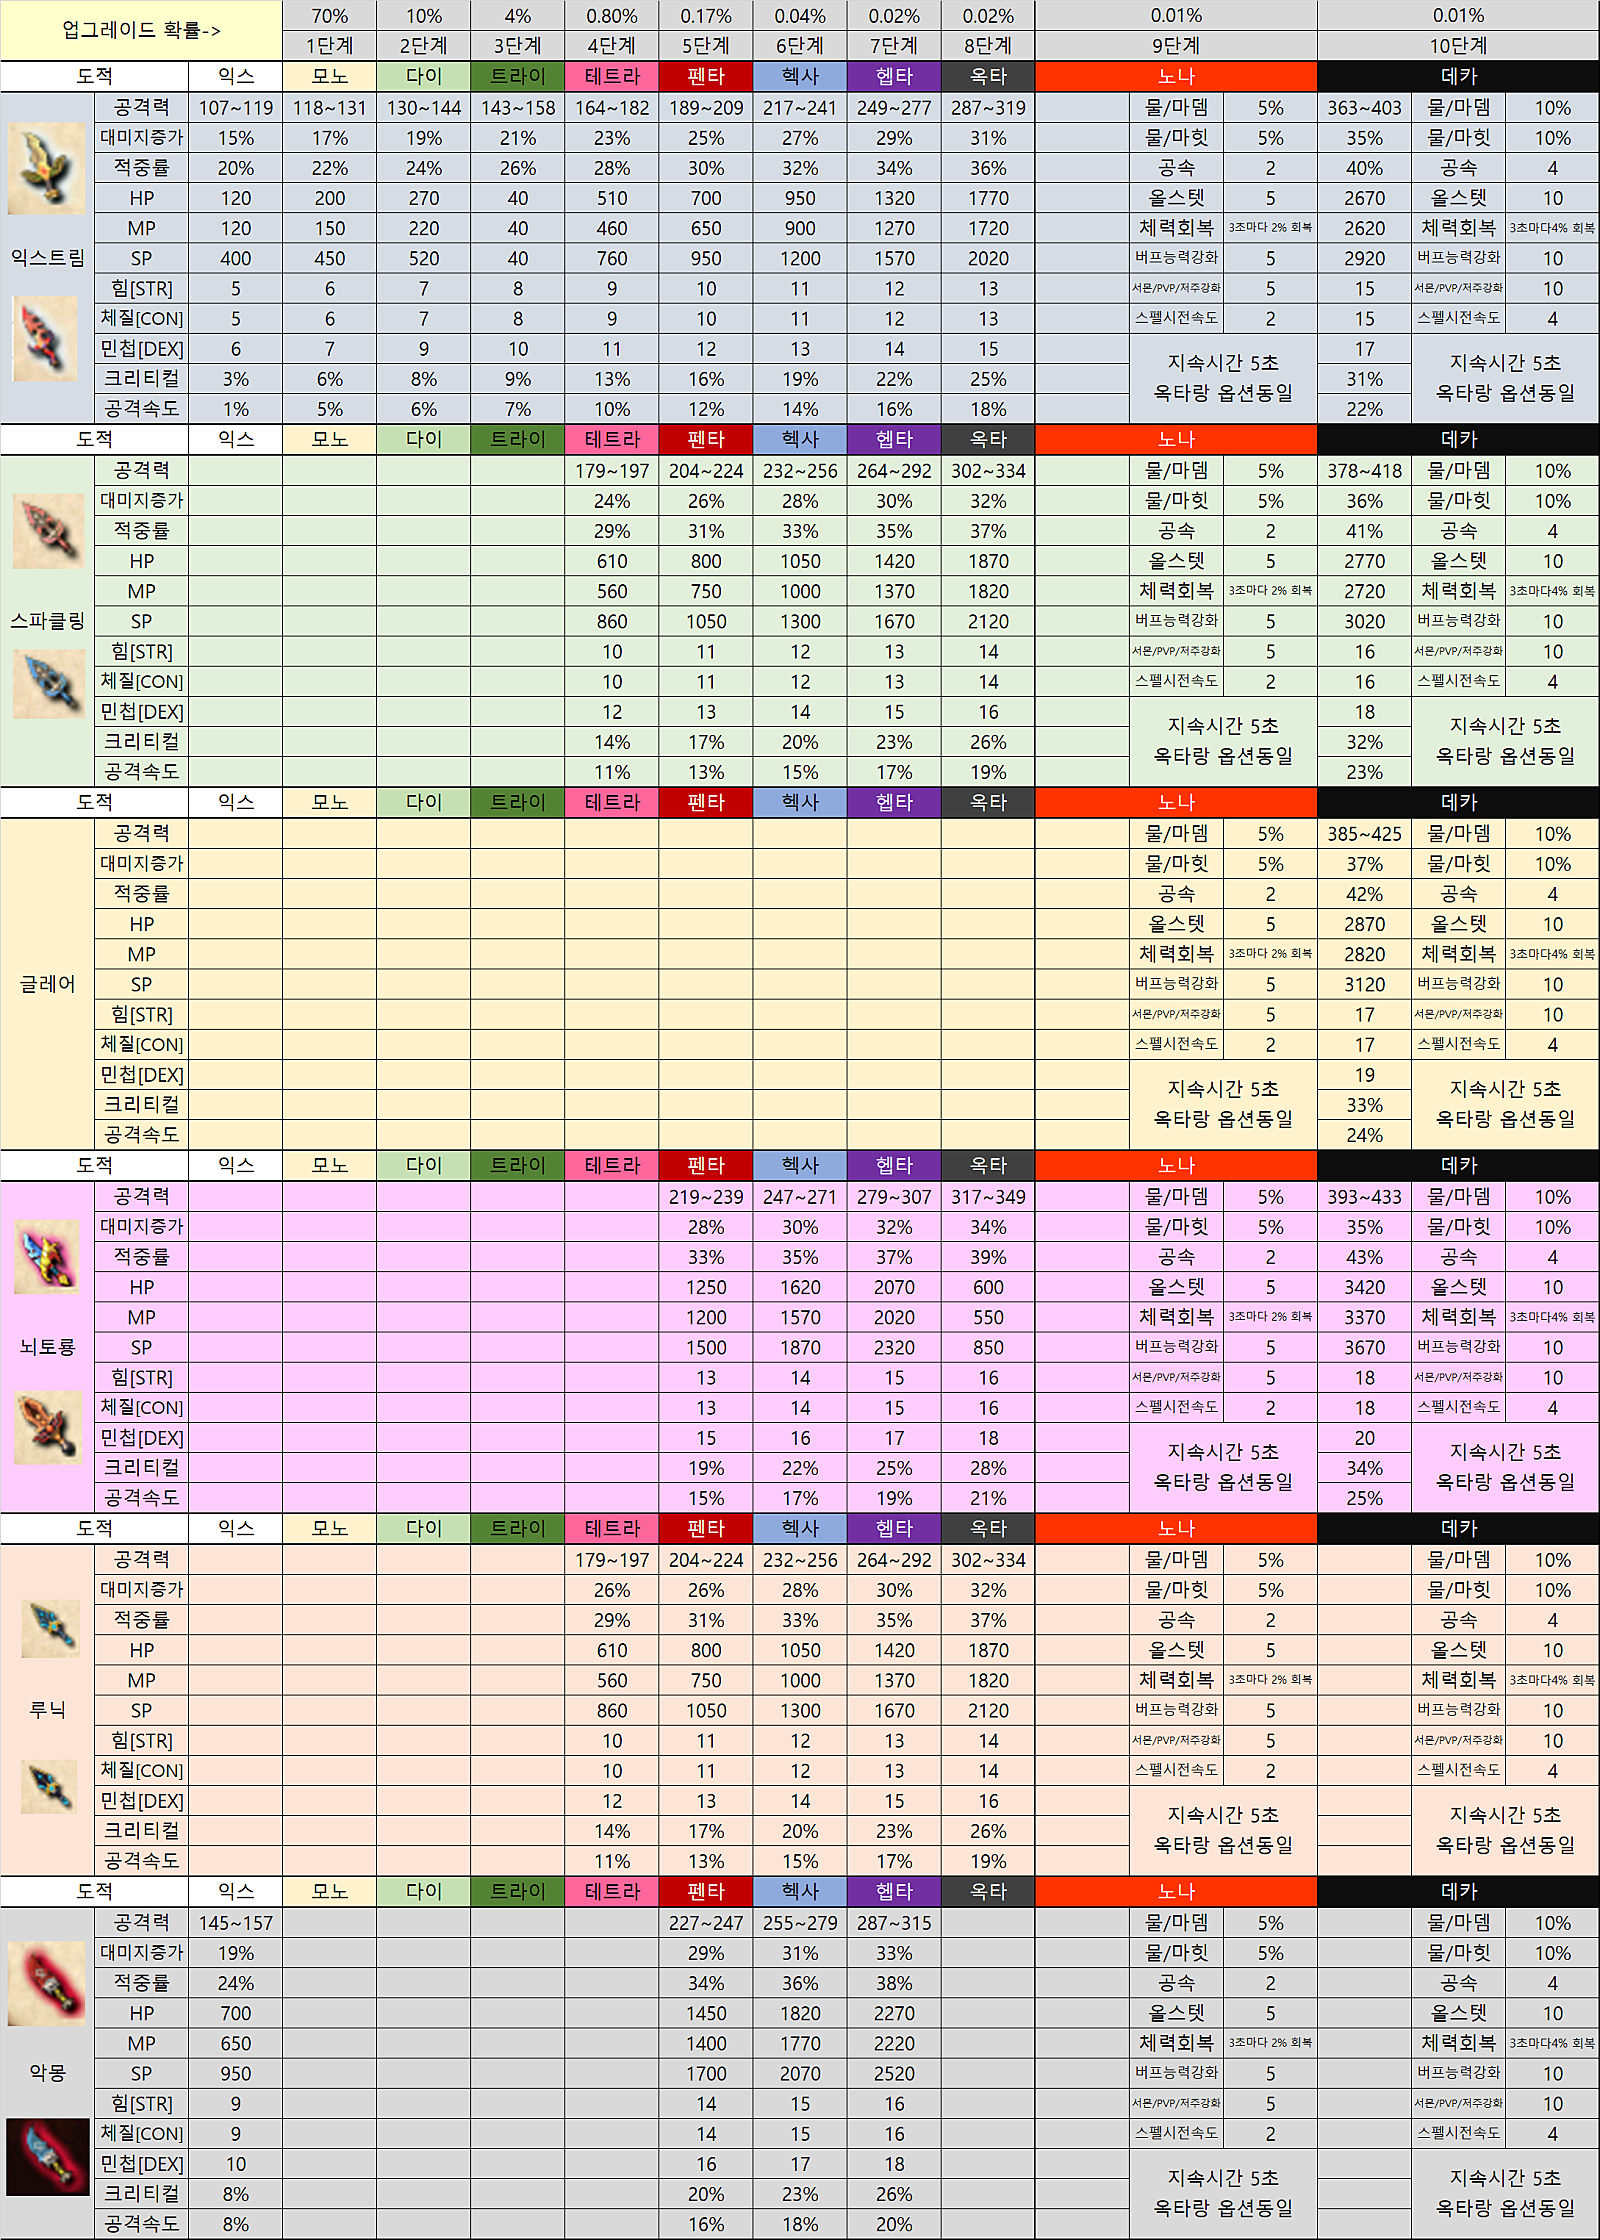 업그레이드 확률-> 70% 10% 4% 0.80% 0.17% 0.04% 0.02% 0.02% 0.01% 0.01%
1단계 2단계 3단계 4단계 5단계 6단계 7단계 8단계 9단계 10단계
도적 익스 모노 다이 트라이 테트라 펜타 헥사 헵타 옥타 노나 데카
공격력 107~119 118~131 130~144 143~158 164~182 189~209 217~241 249~277 287~319 물/마뎀 5% 363~403 물/마뎀 10%
대미지증가 15% 17% 19% 21% 23% 25% 27% 29% 31% 물/마힛 5% 35% 물/마힛 10%
적중률 20% 22% 24% 26% 28% 30% 32% 34% 36% 공속 2 40% 공속 4
HP 120 200 270 40 510 700 950 1320 1770 올스텟 5 2670 올스텟 10
MP 120 150 220 40 460 650 900 1270 1720 체력회복 3초마다 2% 회복 2620 체력회복 3초마다4% 회복
익스트림 SP 400 450 520 40 760 950 1200 1570 2020 버프능력강화 5 2920 버프능력강화 10
힘[STR] 5 6 7 8 9 10 11 12 13 서몬/PVP/저주강화 5 15 서몬/PVP/저주강화 10
체질[CON] 5 6 7 8 9 10 11 12 13 스펠시전속도 2 15 스펠시전속도 4
민첩[DEX] 6 7 9 10 11 12 13 14 15 지속시간 5초 17 지속시간 5초
크리티컬 3% 6% 8% 9% 13% 16% 19% 22% 25% 옥타랑 옵션동일 31% 옥타랑 옵션동일
공격속도 1% 5% 6% 7% 10% 12% 14% 16% 18% 22%
도적 익스 모노 다이 트라이 테트라 펜타 헥사 헵타 옥타 노나 데카
공격력 179~197 204~224 232~256 264~292 302~334 물/마뎀 5% 378~418 물/마뎀 10%
대미지증가 24% 26% 28% 30% 32% 물/마힛 5% 36% 물/마힛 10%
적중률 29% 31% 33% 35% 37% 공속 2 41% 공속 4
HP 610 800 1050 1420 1870 올스텟 5 2770 올스텟 10
MP 560 750 1000 1370 1820 체력회복 3초마다 2% 회복 2720 체력회복 3초마다4% 회복
스파클링 SP 860 1050 1300 1670 2120 버프능력강화 5 3020 버프능력강화 10
힘[STR] 10 11 12 13 14 서몬/PVP/저주강화 5 16 서몬/PVP/저주강화 10
체질[CON] 10 11 12 13 14 스펠시전속도 2 16 스펠시전속도 4
민첩[DEX] 12 13 14 15 16 지속시간 5초 18 지속시간 5초
크리티컬 14% 17% 20% 23% 26% 옥타랑 옵션동일 32% 옥타랑 옵션동일
공격속도 11% 13% 15% 17% 19% 23%
도적 익스 모노 다이 트라이 테트라 펜타 헥사 헵타 옥타 노나 데카
공격력 물/마뎀 5% 385~425 물/마뎀 10%
대미지증가 물/마힛 5% 37% 물/마힛 10%
적중률 공속 2 42% 공속 4
HP 올스텟 5 2870 올스텟 10
MP 체력회복 3초마다 2% 회복 2820 체력회복 3초마다4% 회복
글레어 SP 버프능력강화 5 3120 버프능력강화 10
힘[STR] 서몬/PVP/저주강화 5 17 서몬/PVP/저주강화 10
체질[CON] 스펠시전속도 2 17 스펠시전속도 4
민첩[DEX] 지속시간 5초 19 지속시간 5초
크리티컬 옥타랑 옵션동일 33% 옥타랑 옵션동일
공격속도 24%
도적 익스 모노 다이 트라이 테트라 펜타 헥사 헵타 옥타 노나 데카
공격력 219~239 247~271 279~307 317~349 물/마뎀 5% 393~433 물/마뎀 10%
대미지증가 28% 30% 32% 34% 물/마힛 5% 35% 물/마힛 10%
적중률 33% 35% 37% 39% 공속 2 43% 공속 4
HP 1250 1620 2070 600 올스텟 5 3420 올스텟 10
MP 1200 1570 2020 550 체력회복 3초마다 2% 회복 3370 체력회복 3초마다4% 회복
뇌토룡 SP 1500 1870 2320 850 버프능력강화 5 3670 버프능력강화 10
힘[STR] 13 14 15 16 서몬/PVP/저주강화 5 18 서몬/PVP/저주강화 10
체질[CON] 13 14 15 16 스펠시전속도 2 18 스펠시전속도 4
민첩[DEX] 15 16 17 18 지속시간 5초 20 지속시간 5초
크리티컬 19% 22% 25% 28% 옥타랑 옵션동일 34% 옥타랑 옵션동일
공격속도 15% 17% 19% 21% 25%
도적 익스 모노 다이 트라이 테트라 펜타 헥사 헵타 옥타 노나 데카
공격력 179~197 204~224 232~256 264~292 302~334 물/마뎀 5% 물/마뎀 10%
대미지증가 26% 26% 28% 30% 32% 물/마힛 5% 물/마힛 10%
적중률 29% 31% 33% 35% 37% 공속 2 공속 4
HP 610 800 1050 1420 1870 올스텟 5 올스텟 10
MP 560 750 1000 1370 1820 체력회복 3초마다 2% 회복 체력회복 3초마다4% 회복
루닉 SP 860 1050 1300 1670 2120 버프능력강화 5 버프능력강화 10
힘[STR] 10 11 12 13 14 서몬/PVP/저주강화 5 서몬/PVP/저주강화 10
체질[CON] 10 11 12 13 14 스펠시전속도 2 스펠시전속도 4
민첩[DEX] 12 13 14 15 16 지속시간 5초 지속시간 5초
크리티컬 14% 17% 20% 23% 26% 옥타랑 옵션동일 옥타랑 옵션동일
공격속도 11% 13% 15% 17% 19%
도적 익스 모노 다이 트라이 테트라 펜타 헥사 헵타 옥타 노나 데카
공격력 145~157 227~247 255~279 287~315 물/마뎀 5% 물/마뎀 10%
대미지증가 19% 29% 31% 33% 물/마힛 5% 물/마힛 10%
적중률 24% 34% 36% 38% 공속 2 공속 4
HP 700 1450 1820 2270 올스텟 5 올스텟 10
MP 650 1400 1770 2220 체력회복 3초마다 2% 회복 체력회복 3초마다4% 회복
악몽 SP 950 1700 2070 2520 버프능력강화 5 버프능력강화 10
힘[STR] 9 14 15 16 서몬/PVP/저주강화 5 서몬/PVP/저주강화 10
체질[CON] 9 14 15 16 스펠시전속도 2 스펠시전속도 4
민첩[DEX] 10 16 17 18 지속시간 5초 지속시간 5초
크리티컬 8% 20% 23% 26% 옥타랑 옵션동일 옥타랑 옵션동일
공격속도 8% 16% 18% 20%